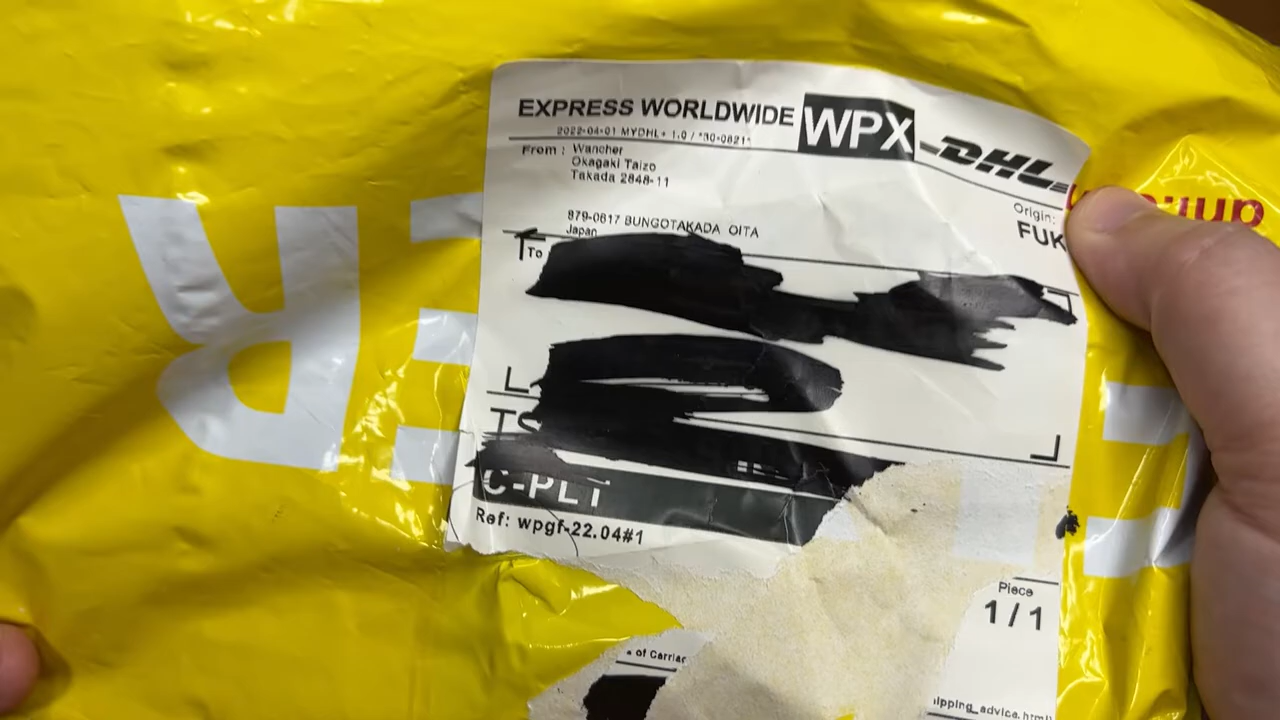 EXPRESS WORLDWIDE WPX DHL
2022-04-01 MYDHL+ 1.0 / *30-0821*
From : Wancher
Okagaki Taizo
Takada 2848-11
Origin:
FUK
879-0617 BUNGOTAKADA OITA
Japan
To
C-PLT
Ref: wpgf-22.04#1
Piece
1/1
of Carriac
ipping_advice.html
ER